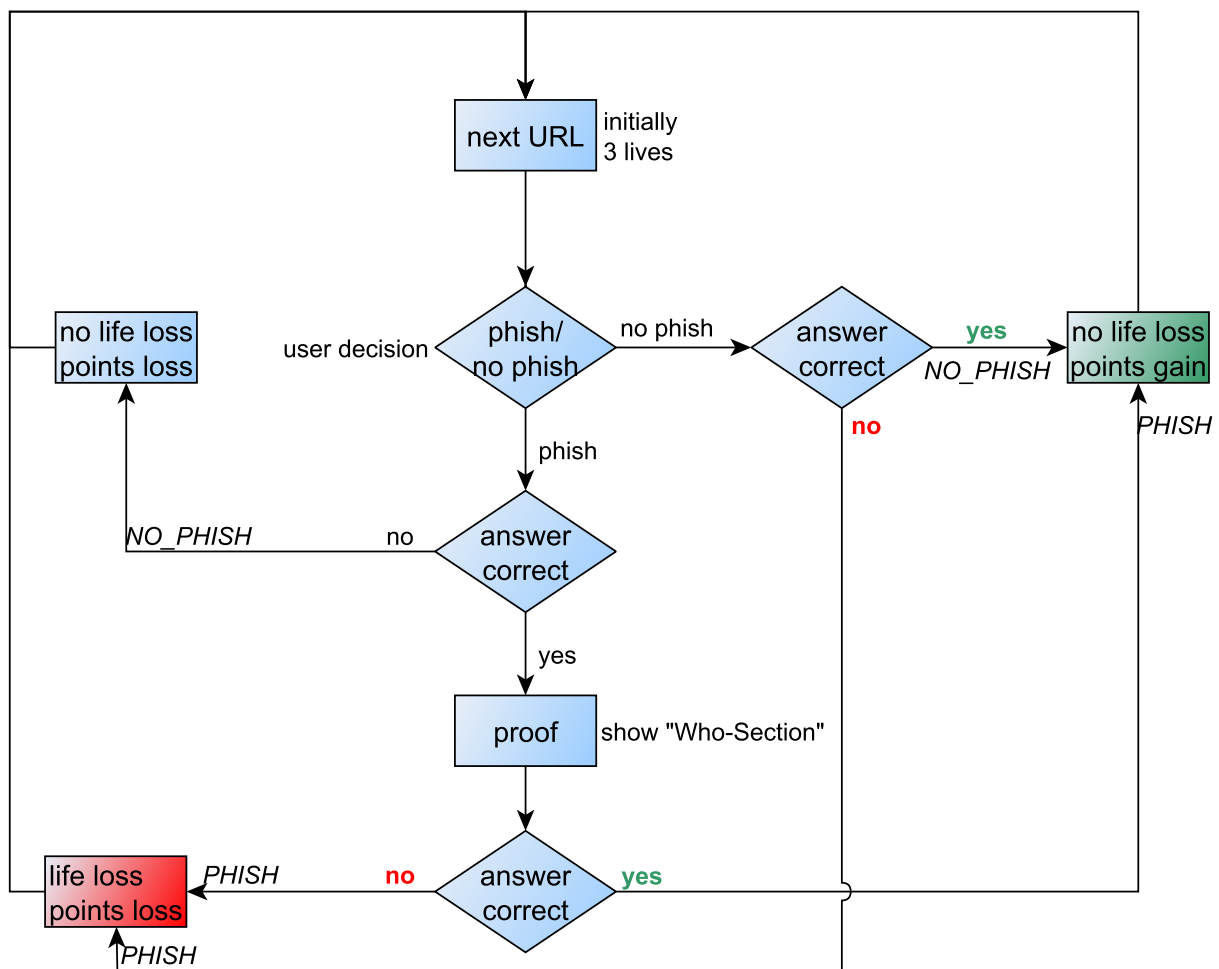 next URL
initially
3 lives
no life loss
points loss
user decision
phish/
no phish
no phish
answer
correct
yes
NO_PHISH
no life loss
points gain
no
PHISH
phish
NO_PHISH
no
answer
correct
yes
proof
show "Who-Section"
life loss
points loss
PHISH
no
answer
correct
yes
PHISH